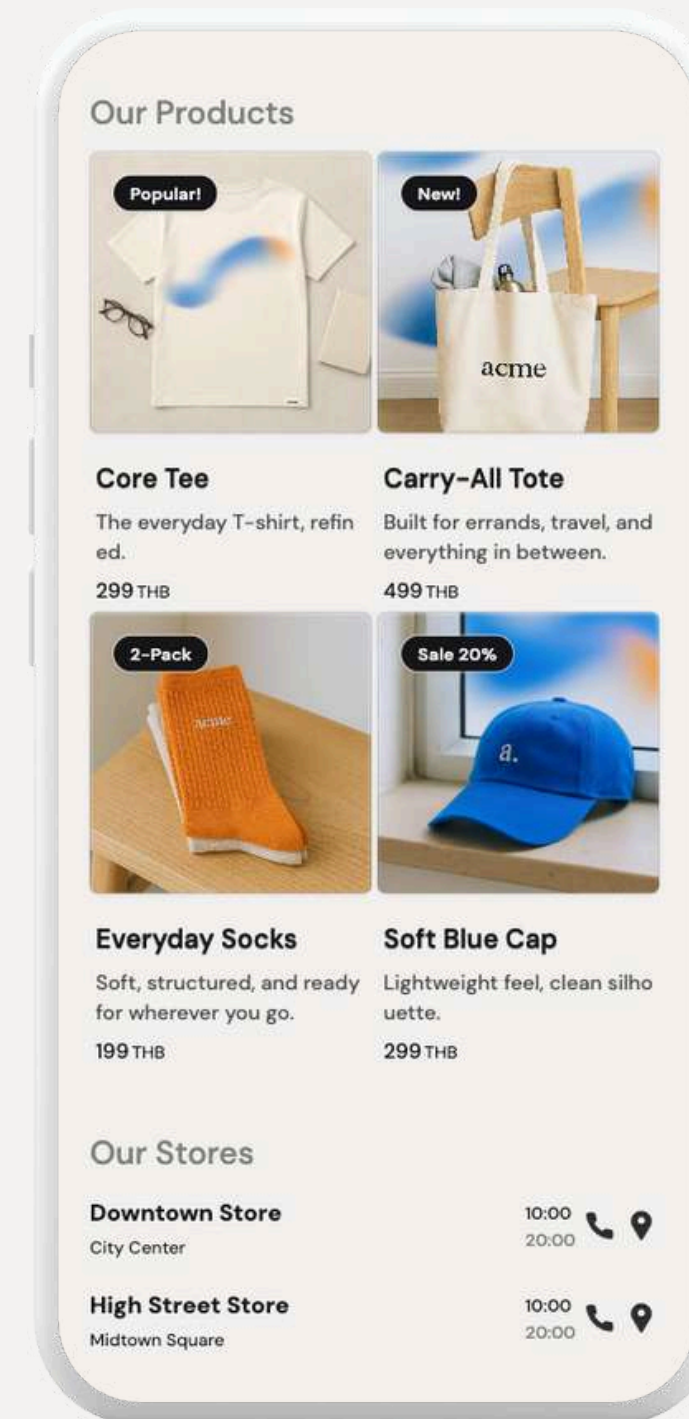 Our Products
Popular!
New!
acme
Core Tee
The everyday T-shirt, refin
ed.
299 THB
Carry-All Tote
Built for errands, travel, and
everything in between.
499 THB
2-Pack
acme
Sale 20%
a.
Everyday Socks
Soft, structured, and ready
for wherever you go.
199 THB
Soft Blue Cap
Lightweight feel, clean silho
uette.
299 THB
Our Stores
Downtown Store
City Center
10:00
20:00
High Street Store
Midtown Square
10:00
20:00